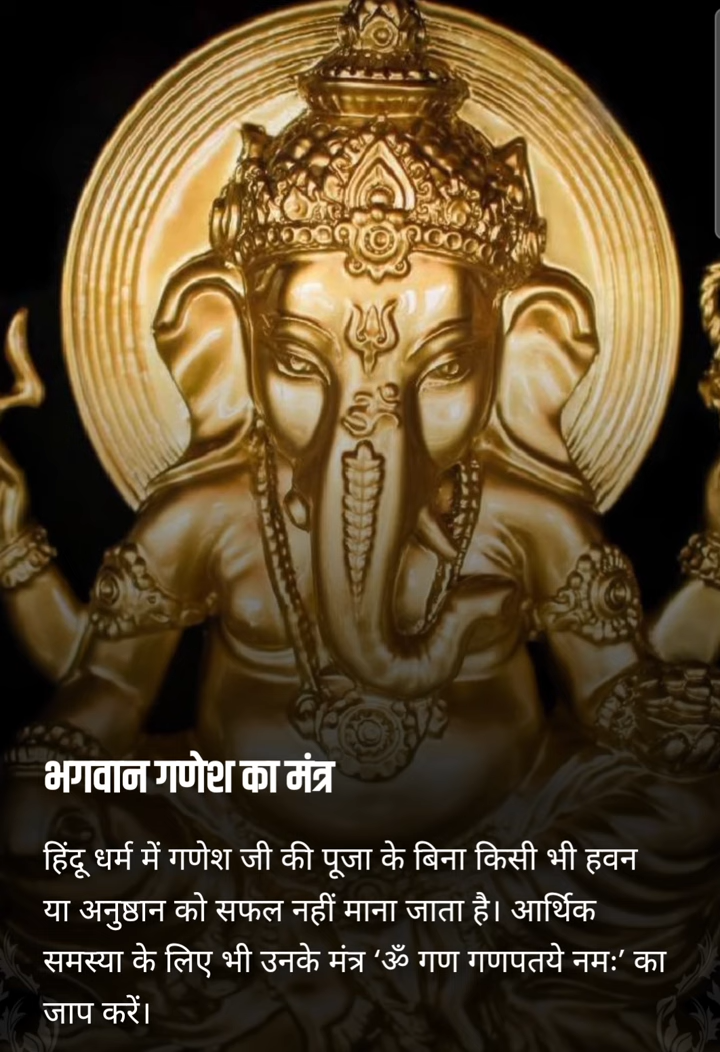 भगवान गणेश का मंत्र
हिंदू धर्म में गणेश जी की पूजा के बिना किसी भी हवन
या अनुष्ठान को सफल नहीं माना जाता है। आर्थिक
समस्या के लिए भी उनके मंत्र ‘ॐ गण गणपतये नमः’ का
जाप करें।